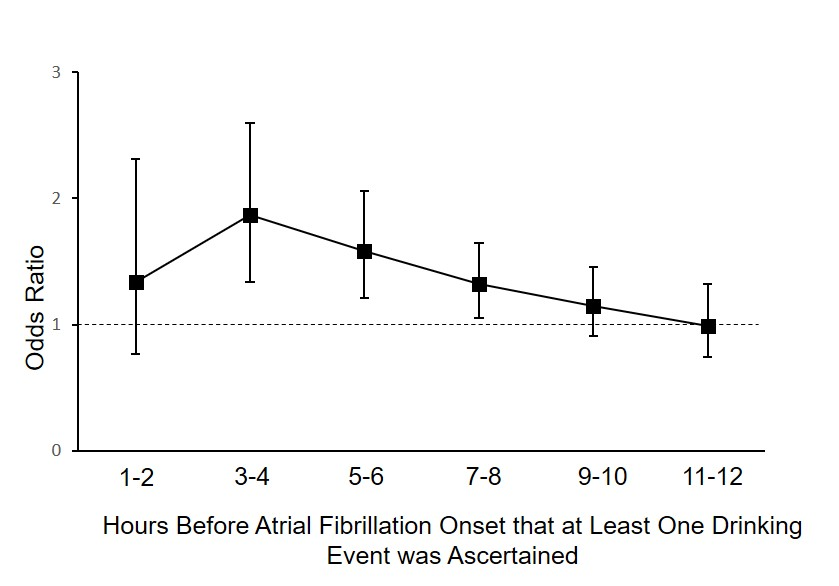 3
2
1
0
Odds Ratio
1-2 3-4 5-6 7-8 9-10 11-12
Hours Before Atrial Fibrillation Onset that at Least One Drinking
Event was Ascertained